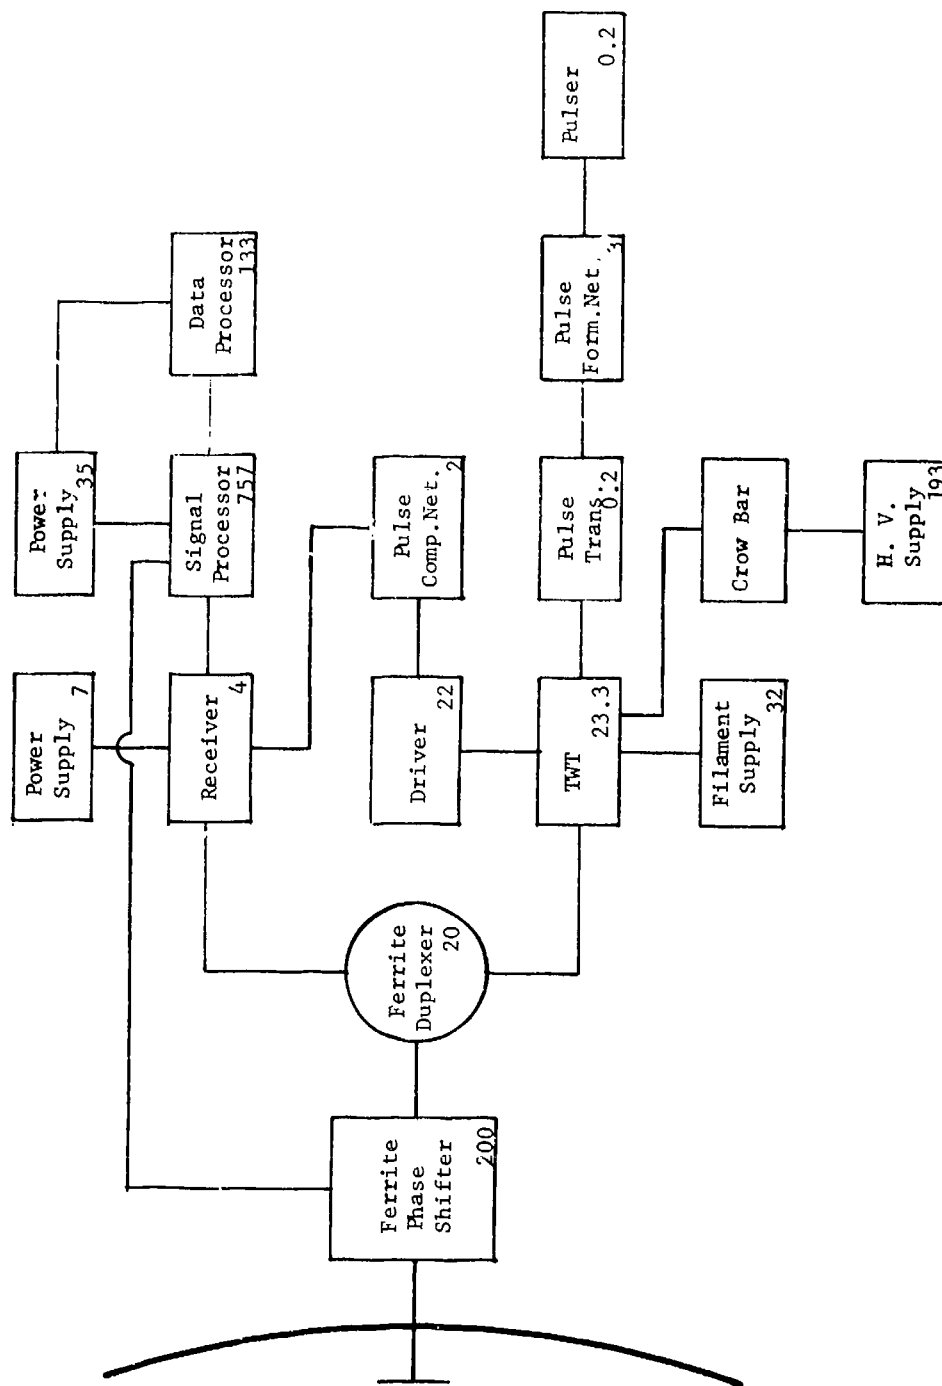 Power
Supply
7
Power
Supply
35
Receiver
4
Signal
Processor
757
Data
Processor
133
Ferrite
Phase
Shifter
200
Ferrite
Duplexer
20
Driver
22
Pulse
Comp.Net.
2
TWT
23.3
Pulse
Trans.
0.2
Pulse
Form.Net.
3
Pulser
0.2
Filament
Supply
32
Crow Bar
H. V.
Supply
193